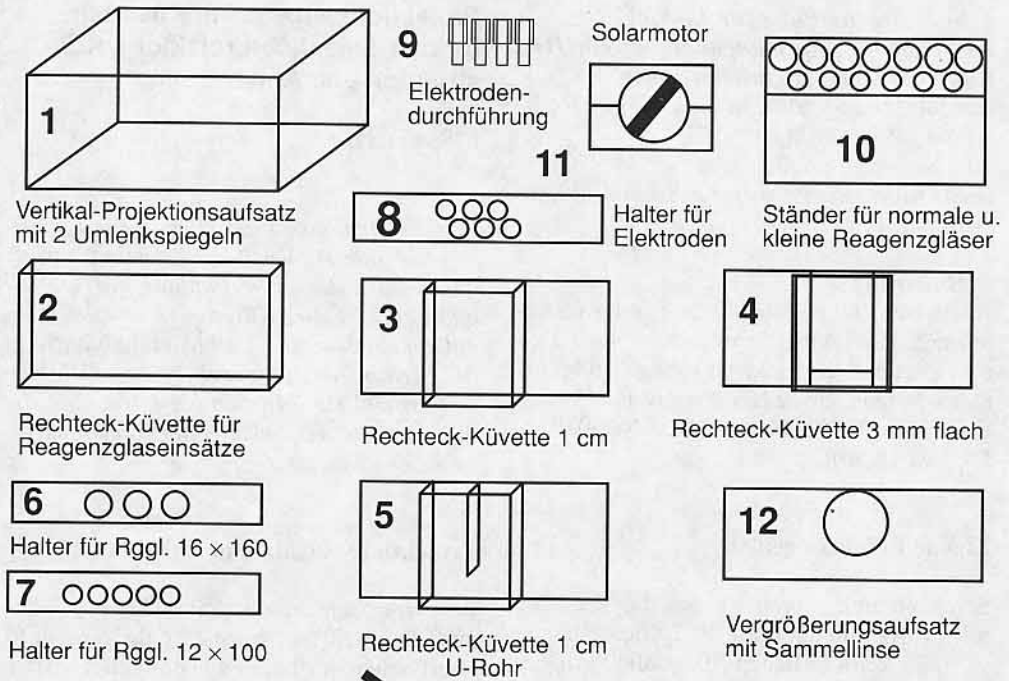 1
Vertikal-Projektionsaufsatz
mit 2 Umlenkspiegeln
9
Elektroden-
durchführung
Solarmotor
11
10
Ständer für normale u.
kleine Reagenzgläser
8
Halter für
Elektroden
2
Rechteck-Küvette für
Reagenzglaseinsätze
3
Rechteck-Küvette 1 cm
4
Rechteck-Küvette 3 mm flach
6
Halter für Rggl. 16 × 160
7
Halter für Rggl. 12 × 100
5
Rechteck-Küvette 1 cm
U-Rohr
12
Vergrößerungsaufsatz
mit Sammellinse